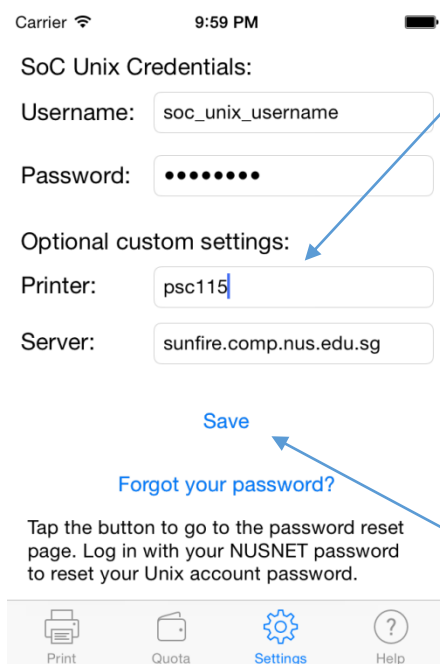 Carrier 9:59 PM
SoC Unix Credentials:
Username: soc_unix_username
Password: ●●●●●●●●
Optional custom settings:
Printer: psc115
Server: sunfire.comp.nus.edu.sg
Save
Forgot your password?
Tap the button to go to the password reset
page. Log in with your NUSNET password
to reset your Unix account password.
Print Quota Settings Help